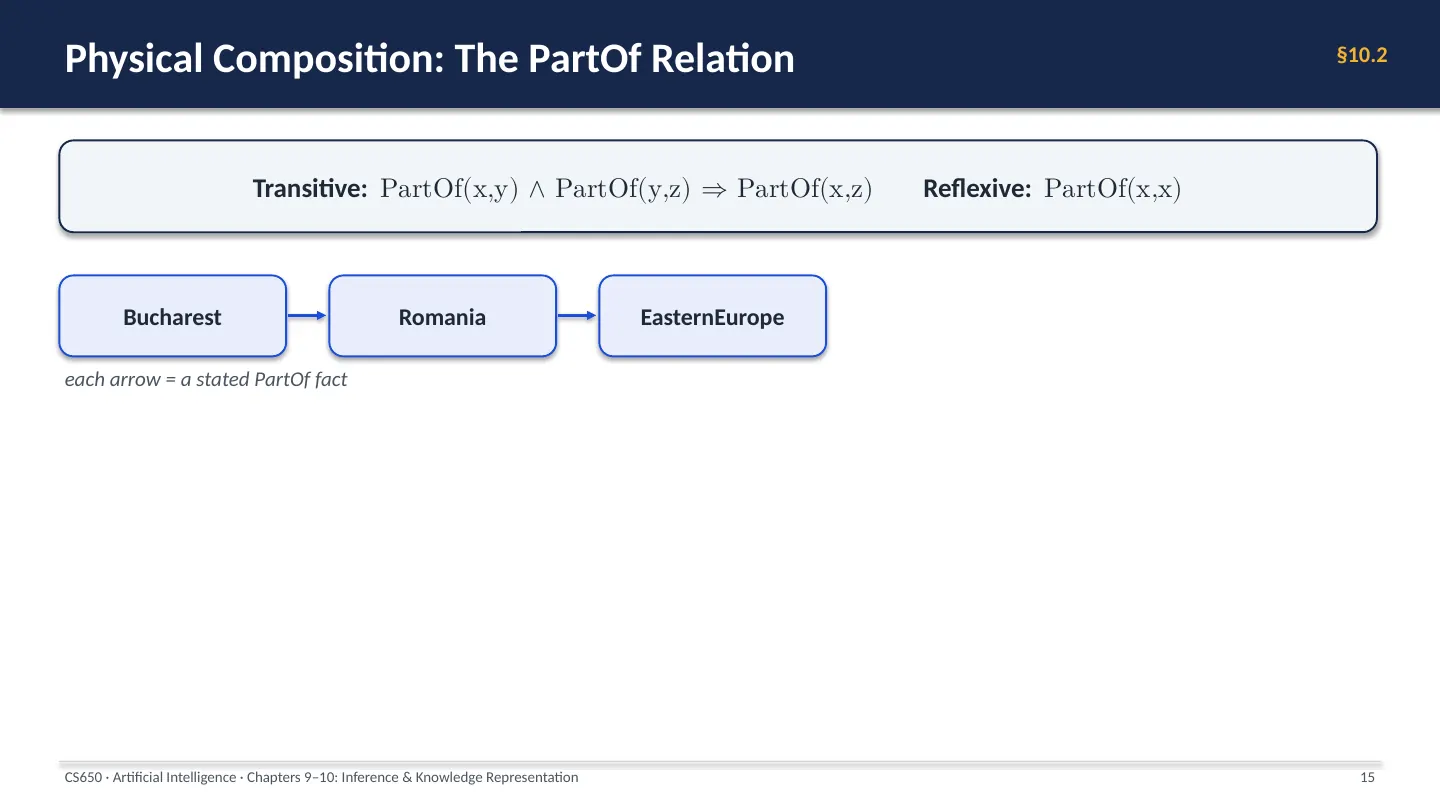 Physical Composition: The PartOf Relation
§10.2
Transitive: PartOf(x,y) ∧ PartOf(y,z) ⇒ PartOf(x,z) Reflexive: PartOf(x,x)
Bucharest
Romania
EasternEurope
each arrow = a stated PartOf fact
CS650 · Artificial Intelligence · Chapters 9–10: Inference & Knowledge Representation
15